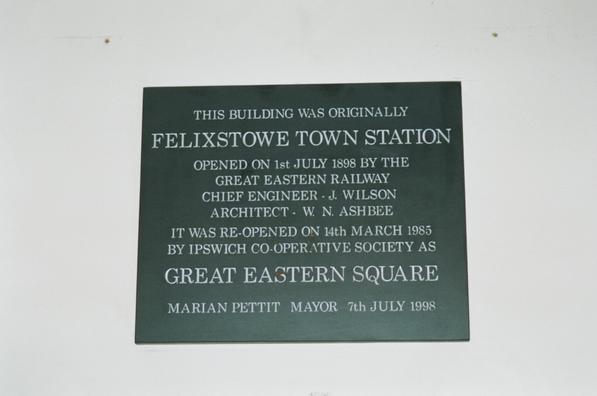 THIS BUILDING WAS ORIGINALLY
FELIXSTOWE TOWN STATION
OPENED ON 1st JULY 1898 BY THE
GREAT EASTERN RAILWAY
CHIEF ENGINEER - J. WILSON
ARCHITECT - W. N. ASHBEE
IT WAS RE-OPENED ON 14th MARCH 1985
BY IPSWICH CO-OPERATIVE SOCIETY AS
GREAT EASTERN SQUARE
MARIAN PETTIT MAYOR 7th JULY 1998